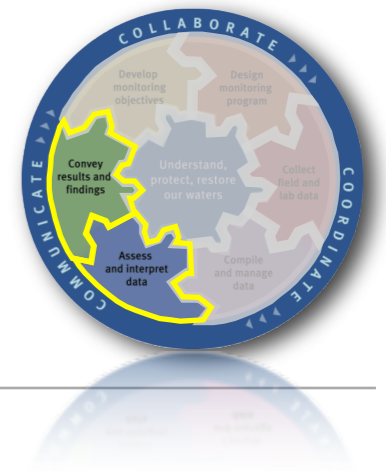 COLLABORATE
Develop
monitoring
objectives
Design
monitoring
program
Convey
results and
findings
Understand,
protect, restore
our waters
Collect
field and
lab data
COMMUNICATE
COORDINATE
Assess
and interpret
data
Compile
and manage
data